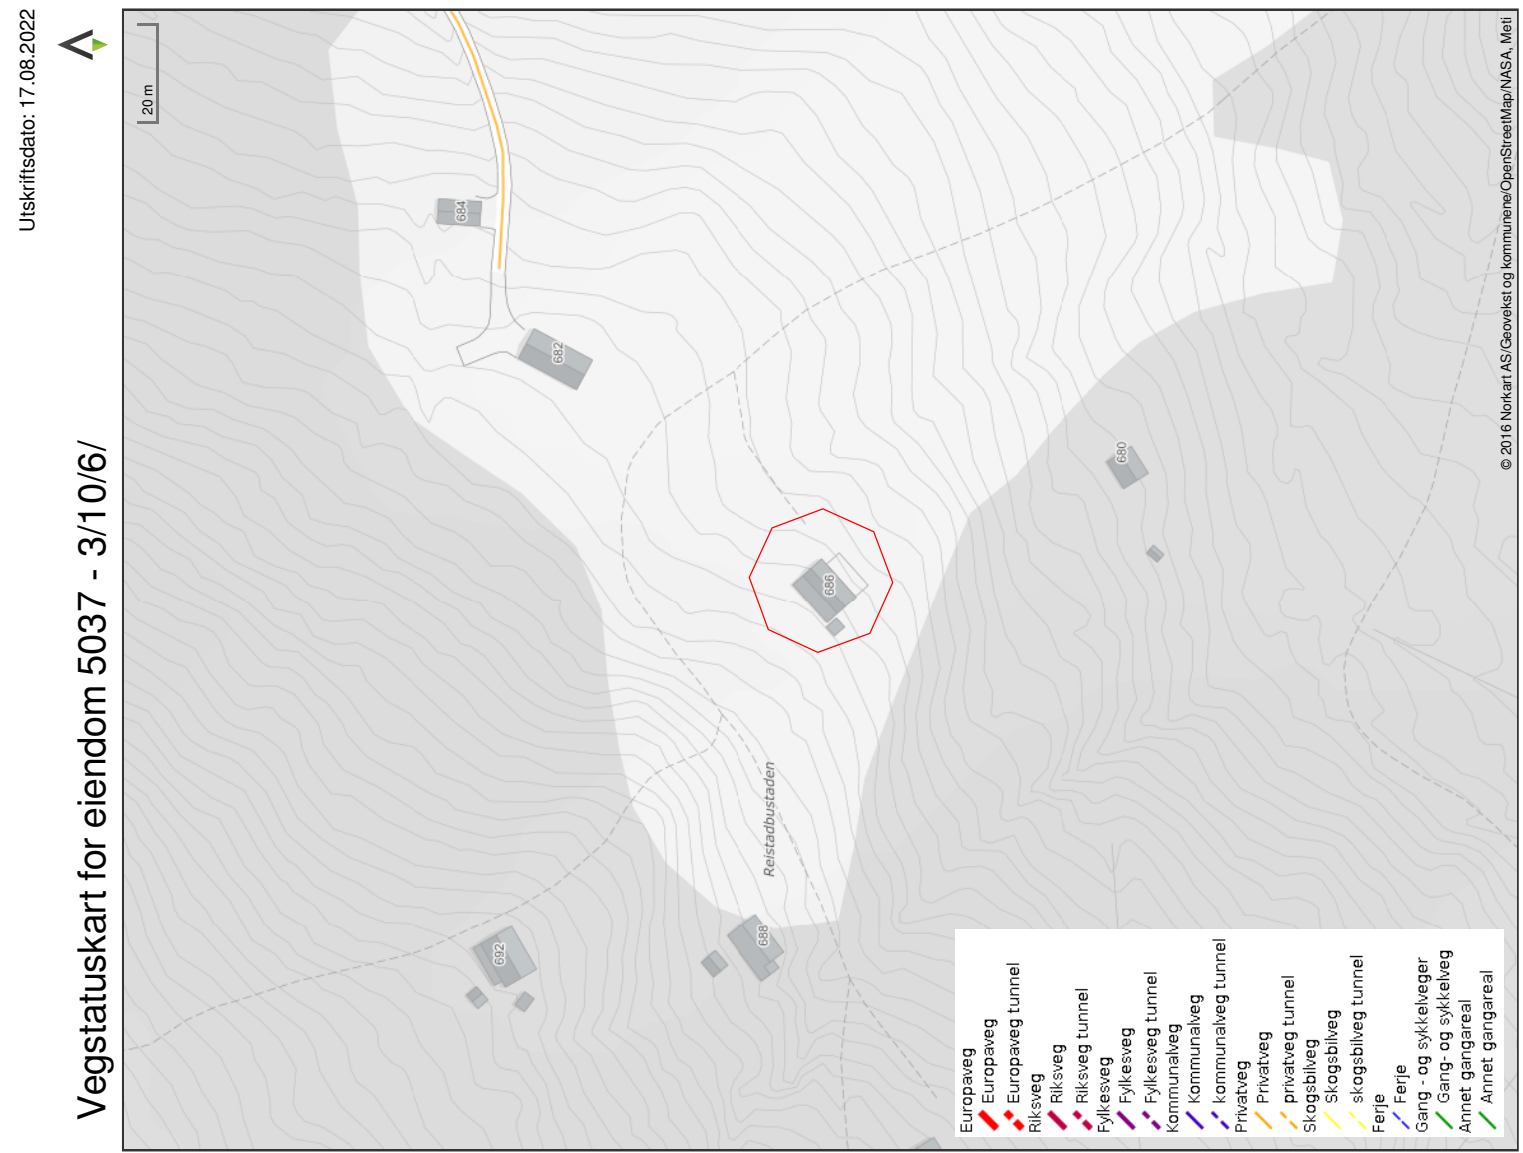 Vegstatuskart for eiendom 5037 - 3/10/6/
Utskriftsdato: 17.08.2022
20 m
684
682
686
680
Reistadbustaden
692
688
Europaveg
Europaveg
Europaveg tunnel
Riksveg
Riksveg
Riksveg tunnel
Fylkesveg
Fylkesveg
Fylkesveg tunnel
Kommunalveg
Kommunalveg
kommunalveg tunnel
Privatveg
Privatveg
privatveg tunnel
Skogsbilveg
Skogsbilveg
skogsbilveg tunnel
Ferje
Ferje
Gang - og sykkelveger
Gang- og sykkelveg
Annet gangareal
Annet gangareal
© 2016 Norkart AS/Geovekst og kommunene/OpenStreetMap/NASA, Meti